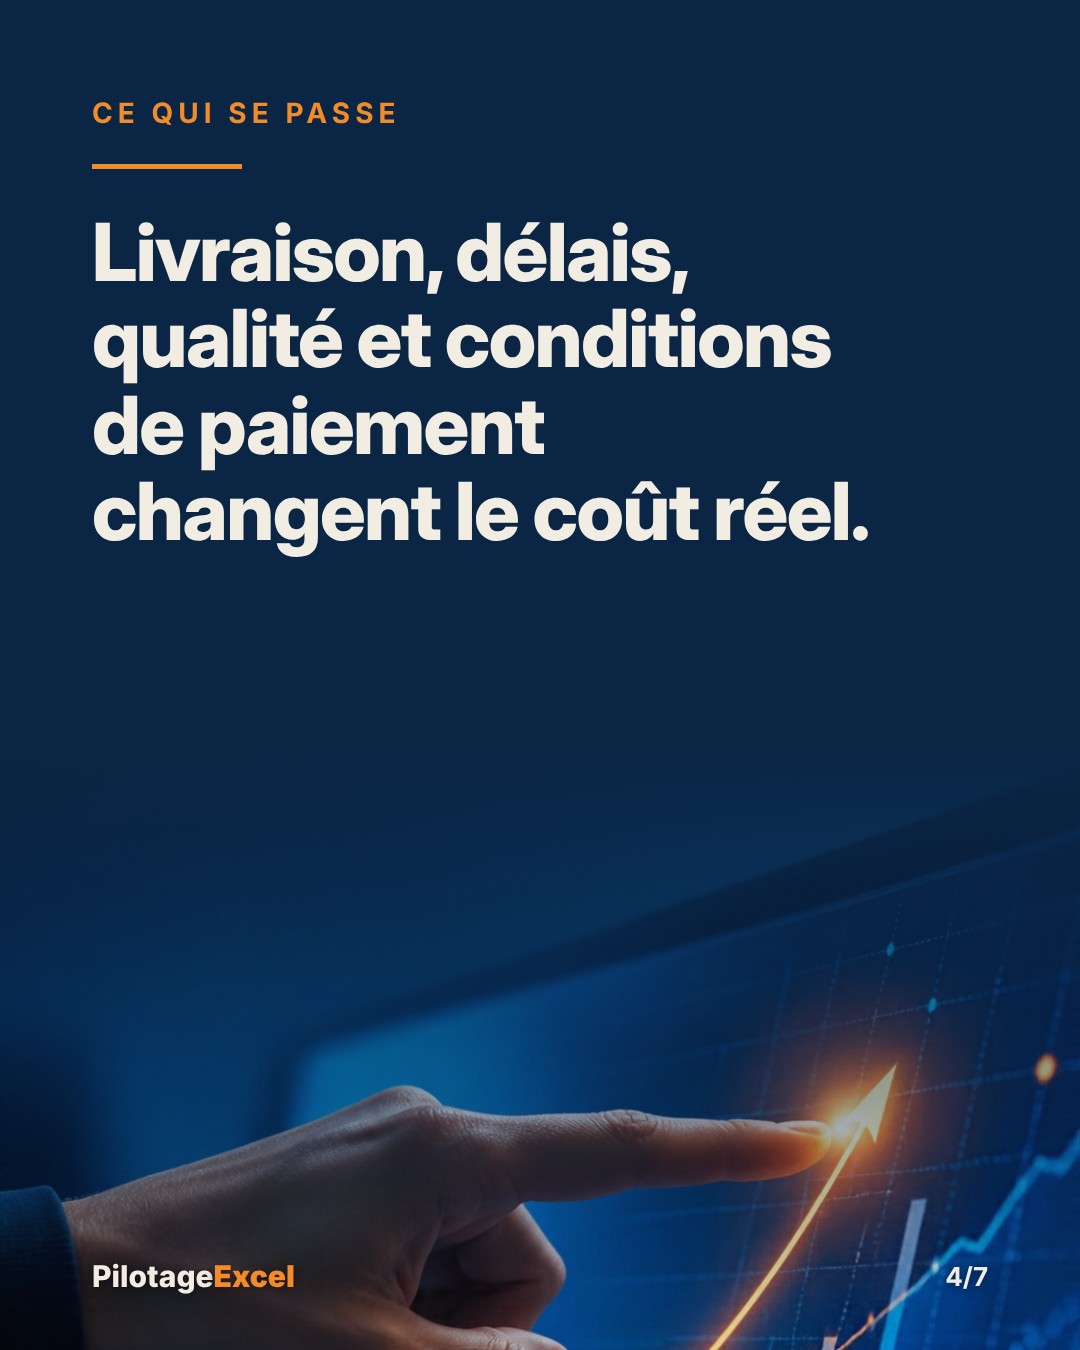 CE QUI SE PASSE
Livraison, délais,
qualité et conditions
de paiement
changent le coût réel.
PilotageExcel
4/7